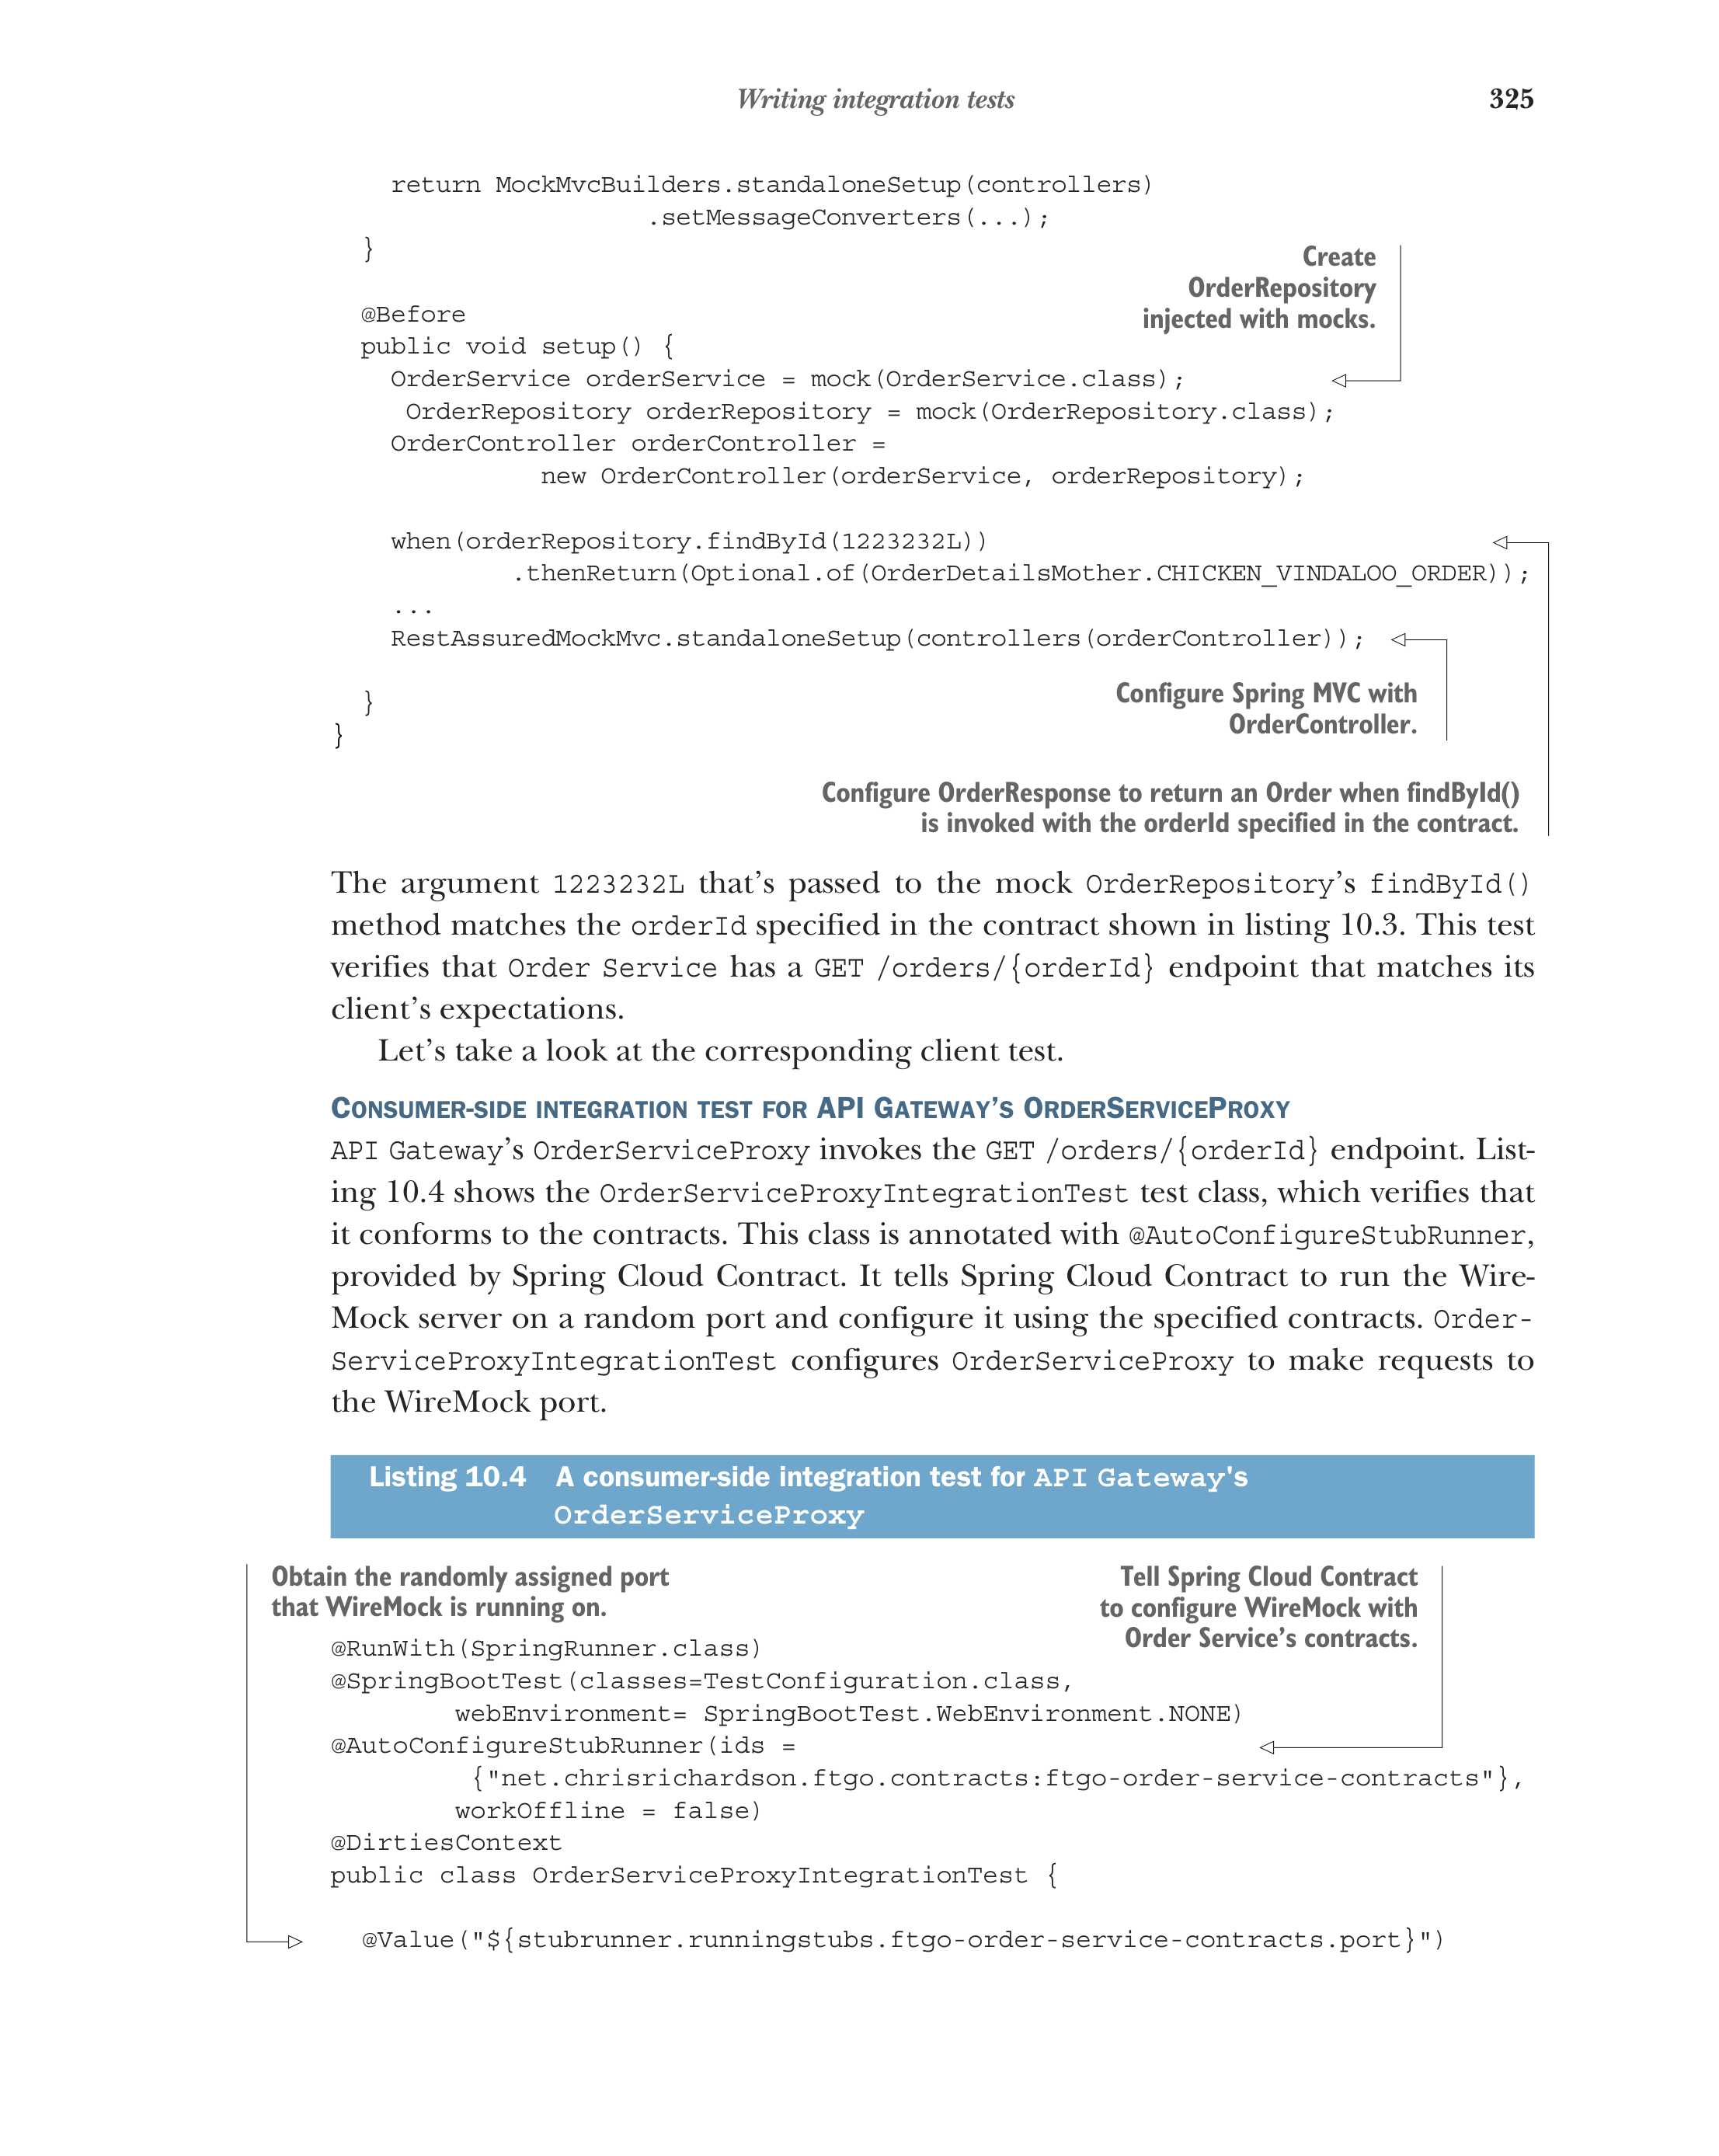 Writing integration tests
325
return MockMvcBuilders.standaloneSetup(controllers)
.setMessageConverters(...);
}
Create
OrderRepository
injected with mocks.
@Before
public void setup() {
OrderService orderService = mock(OrderService.class);
OrderRepository orderRepository = mock(OrderRepository.class);
OrderController orderController =
new OrderController(orderService, orderRepository);
when(orderRepository.findById(1223232L))
.thenReturn(Optional.of(OrderDetailsMother.CHICKEN_VINDALOO_ORDER));
...
RestAssuredMockMvc.standaloneSetup(controllers(orderController));
Configure Spring MVC with
OrderController.
}
}
Configure OrderResponse to return an Order when findById()
is invoked with the orderId specified in the contract.
The argument 1223232L that’s passed to the mock OrderRepository’s findById()
method matches the orderId specified in the contract shown in listing 10.3. This test
verifies that Order Service has a GET /orders/{orderId} endpoint that matches its
client’s expectations.
Let’s take a look at the corresponding client test.
CONSUMER-SIDE INTEGRATION TEST FOR API GATEWAY’S ORDERSERVICEPROXY
API Gateway’s OrderServiceProxy invokes the GET /orders/{orderId} endpoint. List-
ing 10.4 shows the OrderServiceProxyIntegrationTest test class, which verifies that
it conforms to the contracts. This class is annotated with @AutoConfigureStubRunner,
provided by Spring Cloud Contract. It tells Spring Cloud Contract to run the Wire-
Mock server on a random port and configure it using the specified contracts. Order-
ServiceProxyIntegrationTest configures OrderServiceProxy to make requests to
the WireMock port.
Listing 10.4 A consumer-side integration test for API Gateway's
OrderServiceProxy
Obtain the randomly assigned port
that WireMock is running on.
Tell Spring Cloud Contract
to configure WireMock with
Order Service’s contracts.
@RunWith(SpringRunner.class)
@SpringBootTest(classes=TestConfiguration.class,
webEnvironment= SpringBootTest.WebEnvironment.NONE)
@AutoConfigureStubRunner(ids =
{"net.chrisrichardson.ftgo.contracts:ftgo-order-service-contracts"},
workOffline = false)
@DirtiesContext
public class OrderServiceProxyIntegrationTest {
@Value("${stubrunner.runningstubs.ftgo-order-service-contracts.port}")